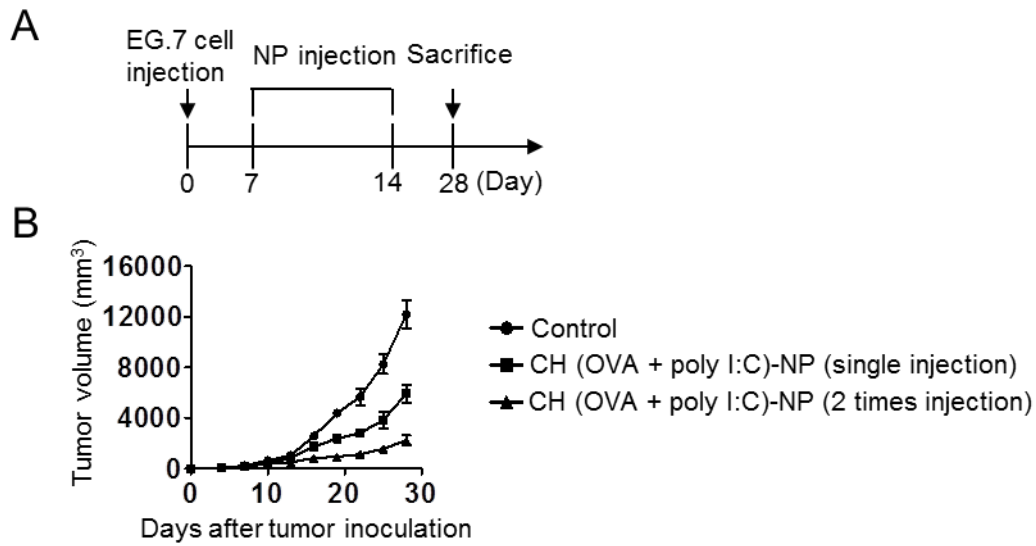 A
EG.7 cell
injection
NP injection
Sacrifice
0 7 14 28 (Day)
B
Tumor volume (mm³)
16000
12000
8000
4000
0
0 10 20 30
Days after tumor inoculation
Control
CH (OVA + poly I:C)-NP (single injection)
CH (OVA + poly I:C)-NP (2 times injection)